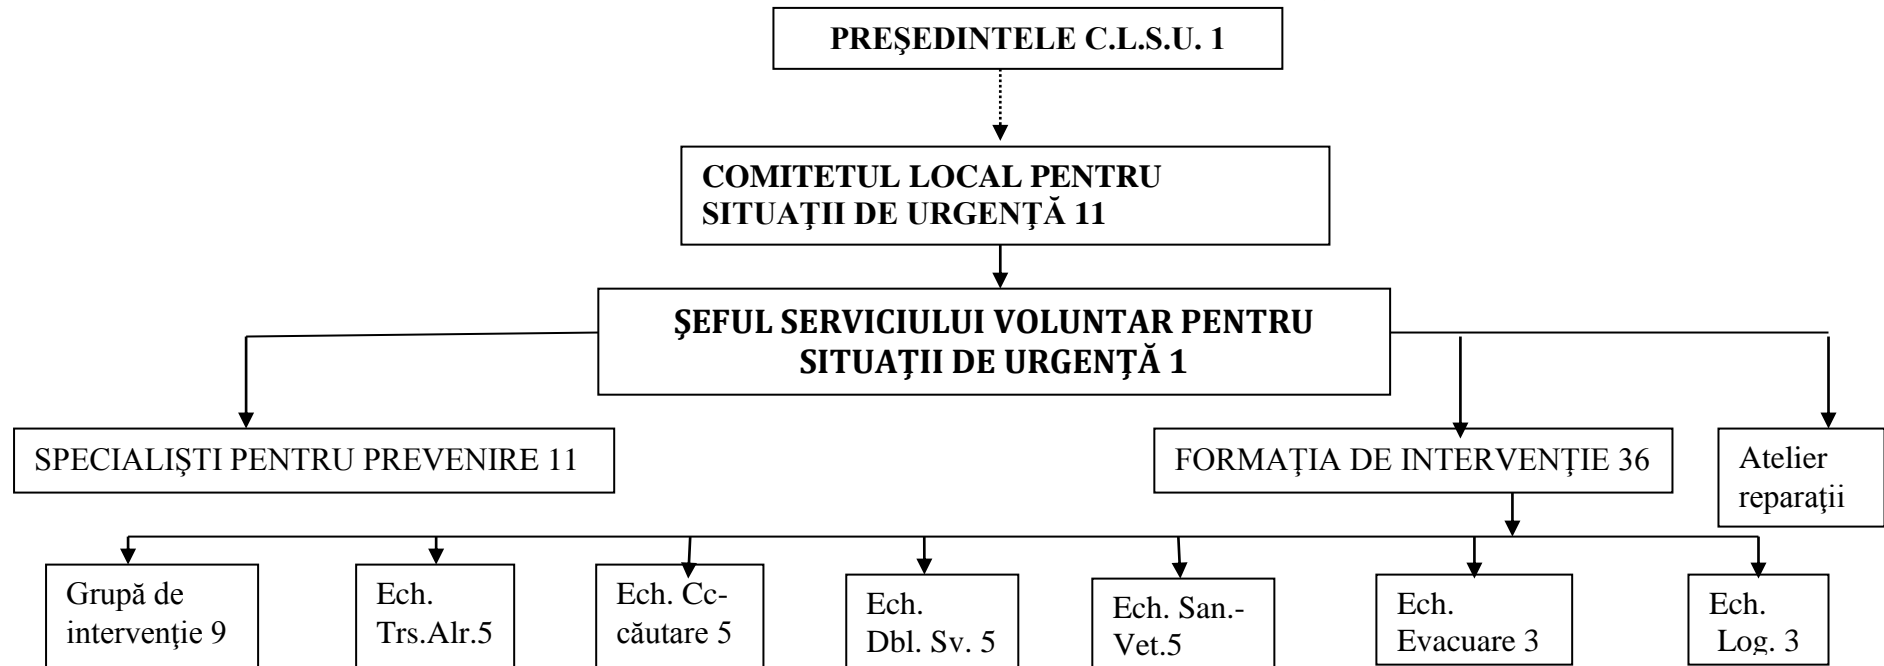 PREŞEDINTELE C.L.S.U. 1
COMITETUL LOCAL PENTRU
SITUAŢII DE URGENŢĂ 11
ŞEFUL SERVICIULUI VOLUNTAR PENTRU
SITUAŢII DE URGENŢĂ 1
SPECIALIŞTI PENTRU PREVENIRE 11
FORMAŢIA DE INTERVENŢIE 36
Atelier
reparaţii
Grupă de
intervenţie 9
Ech.
Trs.Alr.5
Ech. Cc-
căutare 5
Ech.
Dbl. Sv. 5
Ech. San.-
Vet.5
Ech.
Evacuare 3
Ech.
Log. 3